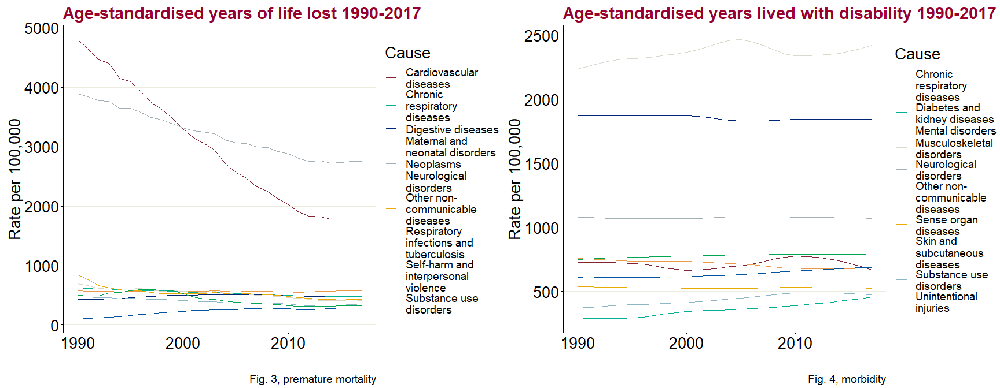 Age-standardised years of life lost 1990-2017
Rate per 100,000
5000
4000
3000
2000
1000
0
1990
2000
2010
Cause
Cardiovascular
diseases
Chronic
respiratory
diseases
Digestive diseases
Maternal and
neonatal disorders
Neoplasms
Neurological
disorders
Other non-
communicable
diseases
Respiratory
infections and
tuberculosis
Self-harm and
interpersonal
violence
Substance use
disorders
Fig. 3, premature mortality
Age-standardised years lived with disability 1990-2017
Rate per 100,000
2500
2000
1500
1000
500
1990
2000
2010
Cause
Chronic
respiratory
diseases
Diabetes and
kidney diseases
Mental disorders
Musculoskeletal
disorders
Neurological
disorders
Other non-
communicable
diseases
Sense organ
diseases
Skin and
subcutaneous
diseases
Substance use
disorders
Unintentional
injuries
Fig. 4, morbidity